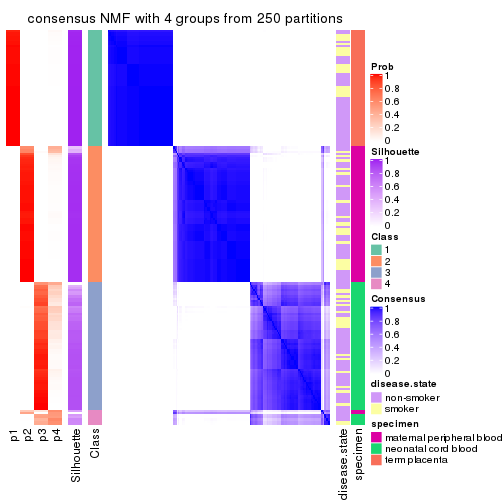 consensus NMF with 4 groups from 250 partitions
Prob
1
0.8
0.6
0.4
0.2
0
Silhouette
1
0.8
0.6
0.4
0.2
0
Class
1
2
3
4
Consensus
1
0.8
0.6
0.4
0.2
0
disease.state
non-smoker
smoker
specimen
maternal peripheral blood
neonatal cord blood
term placenta
p1
p2
p3
p4
Silhouette
Class
disease.state
specimen